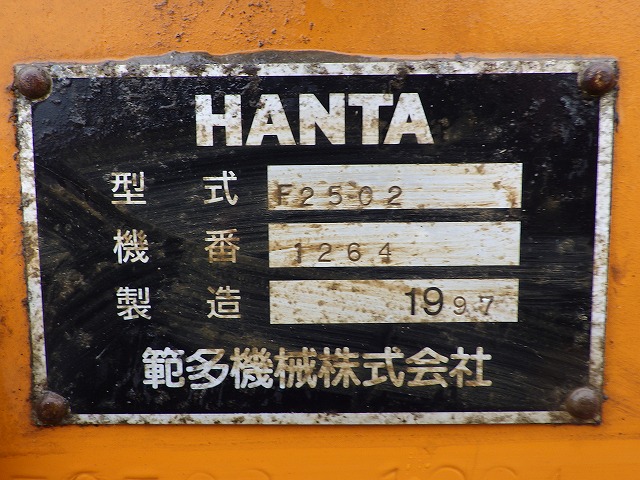 HANTA
型式 F2502
機番 1264
製造 1997
範多機械株式会社